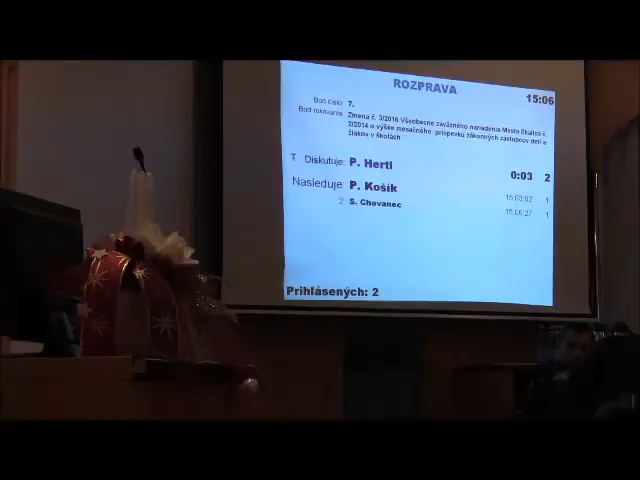 ROZPRAVA 15:06
Bod číslo: 7.
Bod rokovania: Zmena č. 3/2016 Všeobecne záväzného nariadenia Mesta Skalica č.
2/2014 o výške mesačného príspevku zákonných zástupcov detí a
žiakov v školách
T Diskutuje: P. Hertl 0:03 2
Nasleduje: P. Košík 15:03:02 1
2. S. Chovanec 15:06:27 1
Prihlásených: 2